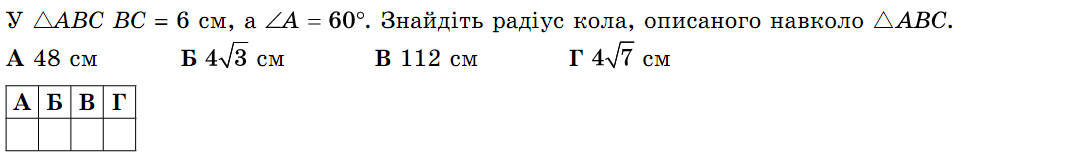 У △ABC BC = 6 см, а ∠A = 60°. Знайдіть радіус кола, описаного навколо △ABC.
А 48 см Б 4√3 см В 112 см Г 4√7 см
А Б В Г